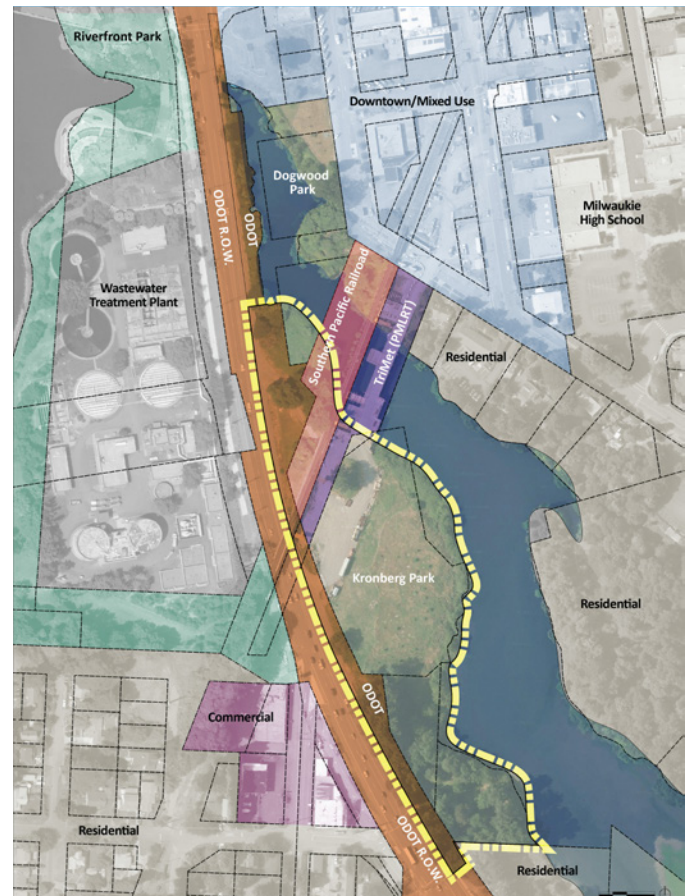 Riverfront Park
Downtown/Mixed Use
Dogwood
Park
Milwaukie
High School
ODOT R.O.W.
ODOT
Wastewater
Treatment Plant
Southern Pacific Railroad
TriMet (PMLRT)
Residential
Kronberg Park
Residential
ODOT
Commercial
Residential
ODOT R.O.W.
Residential